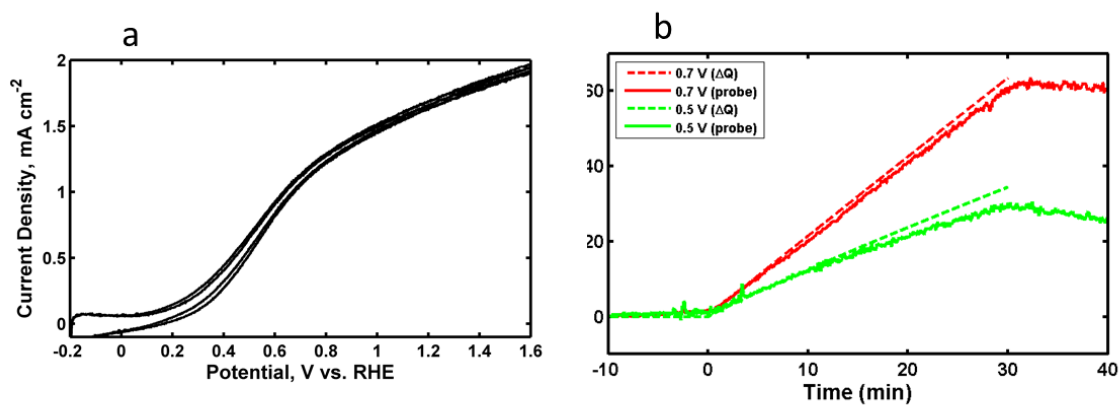 a
2
1.5
1
0.5
0
-0.2 0 0.2 0.4 0.6 0.8 1 1.2 1.4 1.6
Current Density, mA cm-2
Potential, V vs. RHE
b
0.7 V (ΔQ)
0.7 V (probe)
0.5 V (ΔQ)
0.5 V (probe)
60
40
20
0
-10 0 10 20 30 40
Time (min)